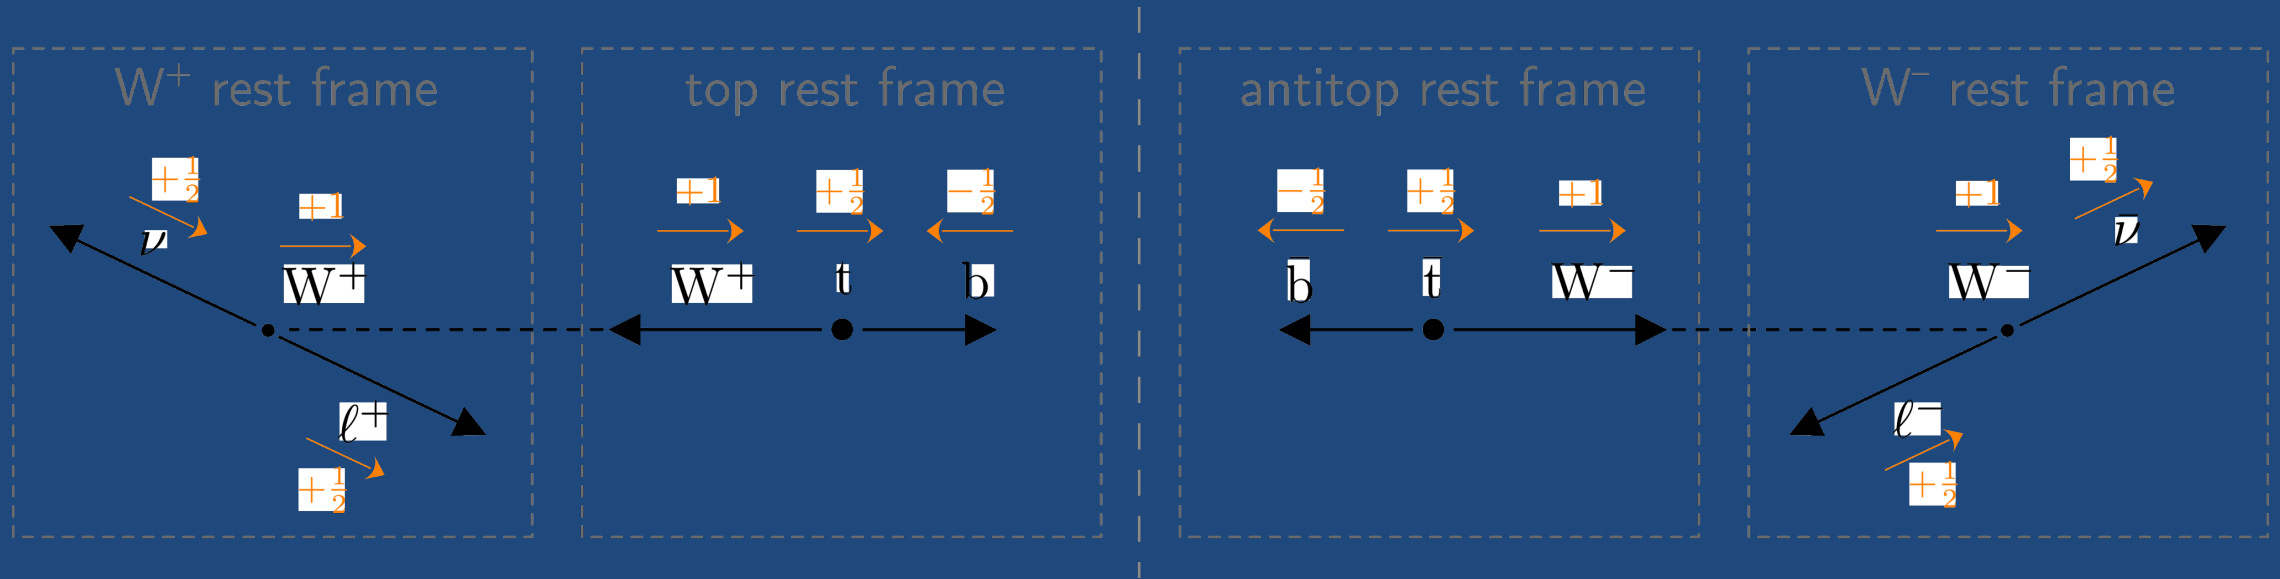 W⁺ rest frame
+1/2
+1
ν
W⁺
ℓ⁺
+1/2
top rest frame
+1
+1/2
−1/2
W⁺
t
b
antitop rest frame
−1/2
+1/2
+1
b̄
t̄
W⁻
W⁻ rest frame
+1/2
+1
ν̄
W⁻
ℓ⁻
+1/2